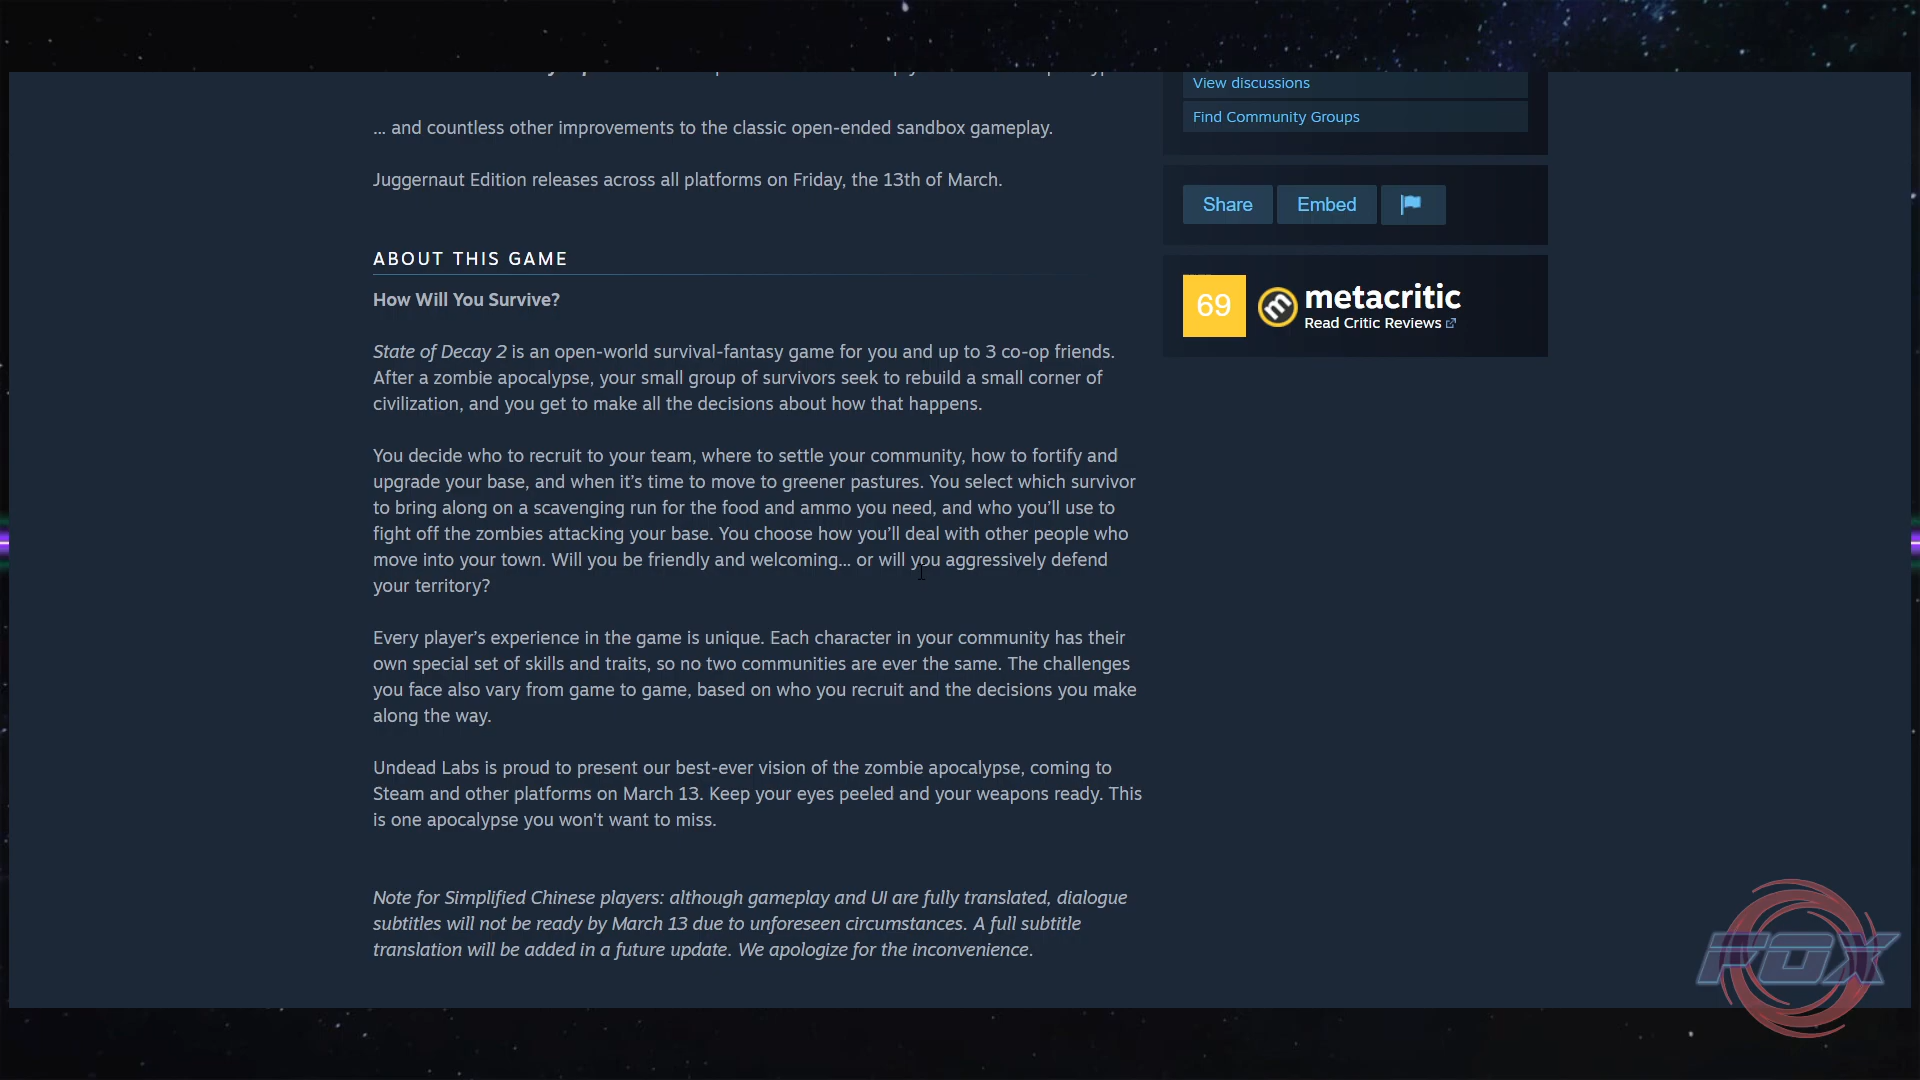 ... and countless other improvements to the classic open-ended sandbox gameplay.
Juggernaut Edition releases across all platforms on Friday, the 13th of March.
ABOUT THIS GAME
How Will You Survive?
State of Decay 2 is an open-world survival-fantasy game for you and up to 3 co-op friends.
After a zombie apocalypse, your small group of survivors seek to rebuild a small corner of
civilization, and you get to make all the decisions about how that happens.
You decide who to recruit to your team, where to settle your community, how to fortify and
upgrade your base, and when it’s time to move to greener pastures. You select which survivor
to bring along on a scavenging run for the food and ammo you need, and who you’ll use to
fight off the zombies attacking your base. You choose how you’ll deal with other people who
move into your town. Will you be friendly and welcoming... or will you aggressively defend
your territory?
Every player’s experience in the game is unique. Each character in your community has their
own special set of skills and traits, so no two communities are ever the same. The challenges
you face also vary from game to game, based on who you recruit and the decisions you make
along the way.
Undead Labs is proud to present our best-ever vision of the zombie apocalypse, coming to
Steam and other platforms on March 13. Keep your eyes peeled and your weapons ready. This
is one apocalypse you won't want to miss.
Note for Simplified Chinese players: although gameplay and UI are fully translated, dialogue
subtitles will not be ready by March 13 due to unforeseen circumstances. A full subtitle
translation will be added in a future update. We apologize for the inconvenience.
View discussions
Find Community Groups
Share
Embed
69
metacritic
Read Critic Reviews
FOX